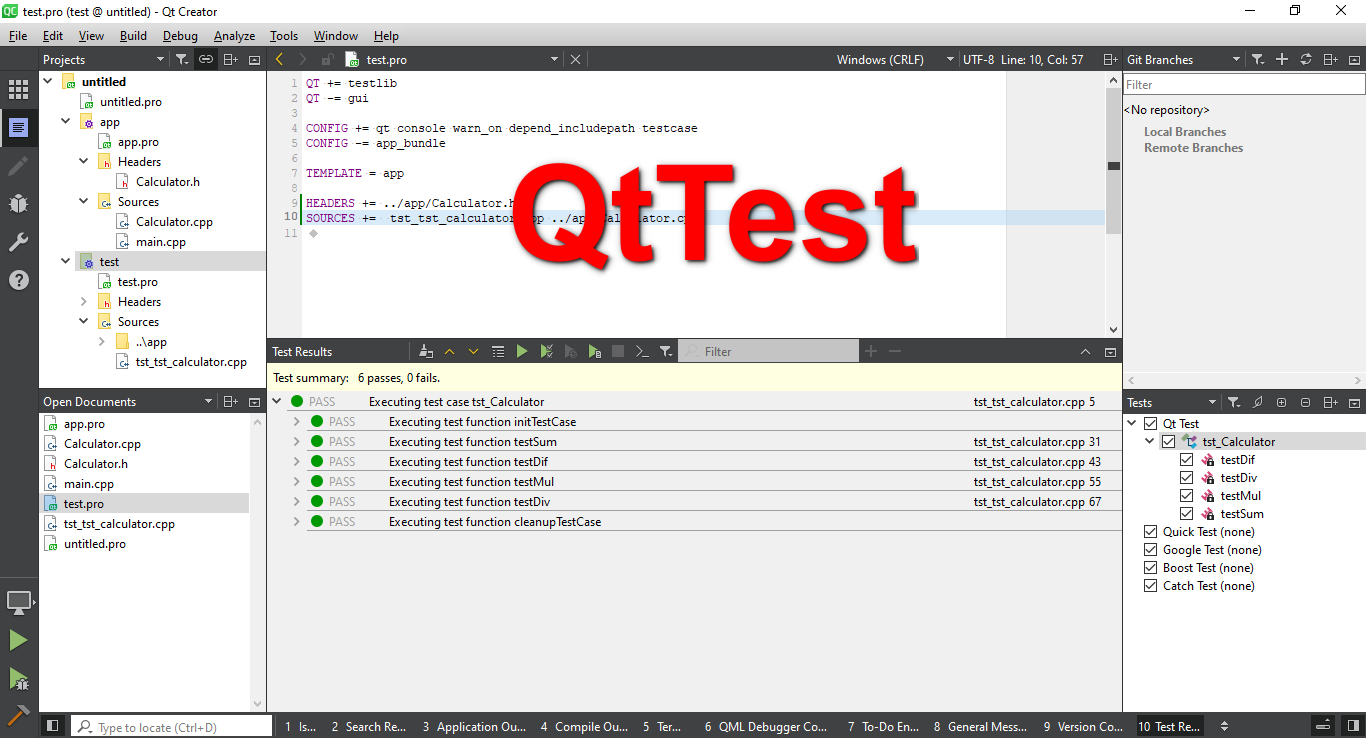 test.pro (test @ untitled) - Qt Creator
File Edit View Build Debug Analyze Tools Window Help
Projects
untitled
untitled.pro
app
app.pro
Headers
Calculator.h
Sources
Calculator.cpp
main.cpp
test
test.pro
Headers
Sources
..\app
tst_tst_calculator.cpp
Open Documents
app.pro
Calculator.cpp
Calculator.h
main.cpp
test.pro
tst_tst_calculator.cpp
untitled.pro
test.pro
Windows (CRLF) UTF-8 Line: 10, Col: 57
1 QT += testlib
2 QT -= gui
3
4 CONFIG += qt console warn_on depend_includepath testcase
5 CONFIG -= app_bundle
6
7 TEMPLATE = app
8
9 HEADERS += ../app/Calculator.h
10 SOURCES += tst_tst_calculator.cpp ../app/Calculator.cpp
11
QtTest
Test Results
Filter
Test summary: 6 passes, 0 fails.
PASS Executing test case tst_Calculator tst_tst_calculator.cpp 5
PASS Executing test function initTestCase
PASS Executing test function testSum tst_tst_calculator.cpp 31
PASS Executing test function testDif tst_tst_calculator.cpp 43
PASS Executing test function testMul tst_tst_calculator.cpp 55
PASS Executing test function testDiv tst_tst_calculator.cpp 67
PASS Executing test function cleanupTestCase
Git Branches
Filter
<No repository>
Local Branches
Remote Branches
Tests
Qt Test
tst_Calculator
testDif
testDiv
testMul
testSum
Quick Test (none)
Google Test (none)
Boost Test (none)
Catch Test (none)
Type to locate (Ctrl+D)
1 Is... 2 Search Re... 3 Application Ou... 4 Compile Ou... 5 Ter... 6 QML Debugger Co... 7 To-Do En... 8 General Mess... 9 Version Co... 10 Test Re...